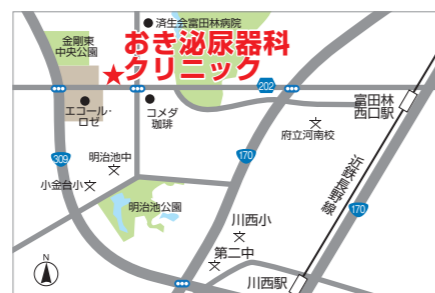 済生会富田林病院
金剛東
中央公園
おき泌尿器科
クリニック
202
エコール・
ロゼ
コメダ
珈琲
富田林
西口駅
府立河南校
309
明治池中
170
小金台小
近鉄長野線
明治池公園
170
川西小
第二中
N
川西駅